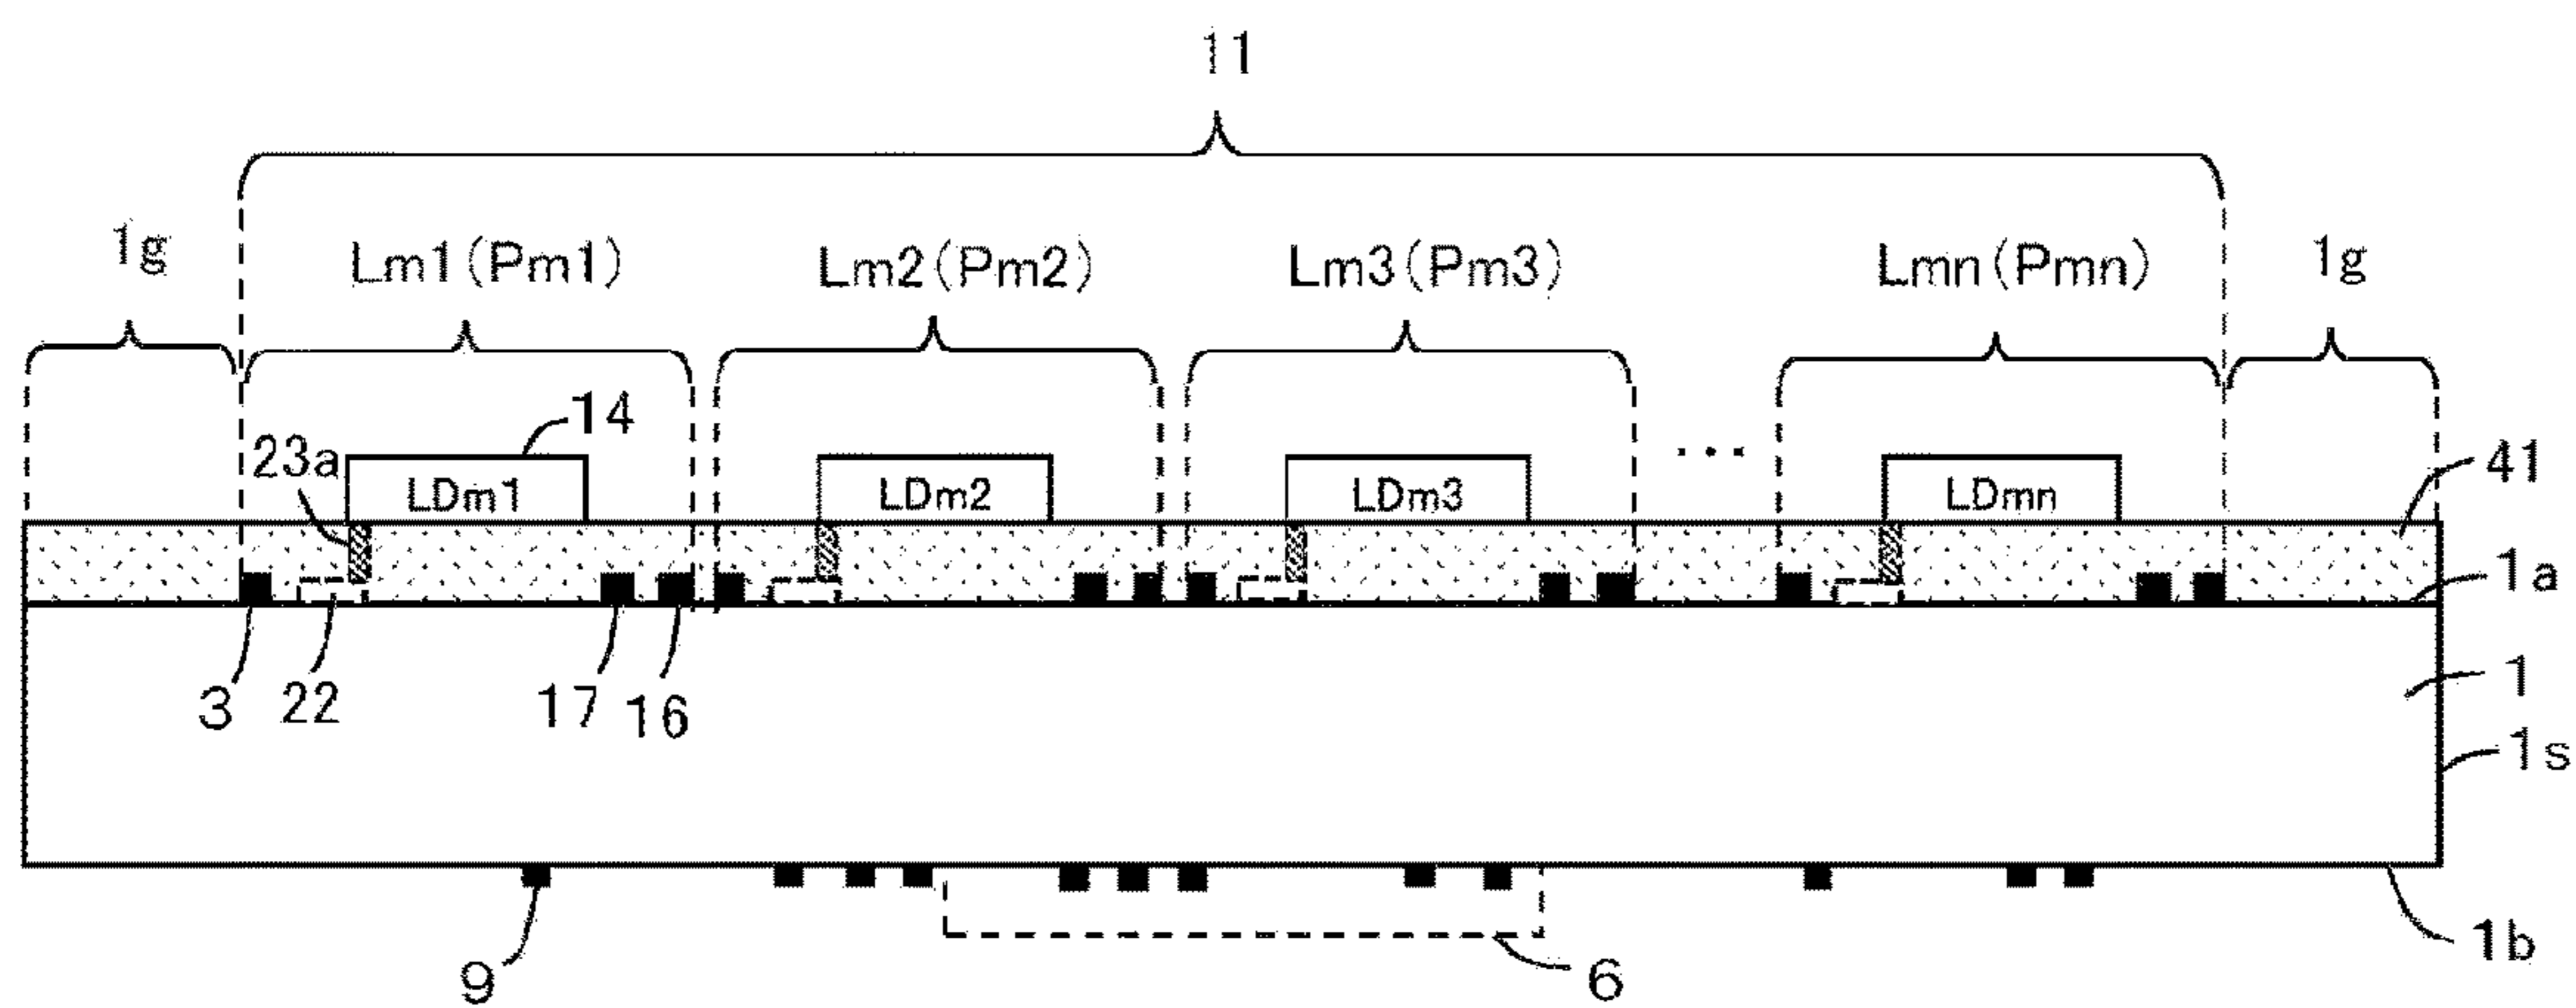 11
1g Lm1(Pm1) Lm2(Pm2) Lm3(Pm3) Lmn(Pmn) 1g
23a 14 ... 41
LDm1 LDm2 LDm3 LDmn
1a
3 22 17 16 1
1s
9 6 1b